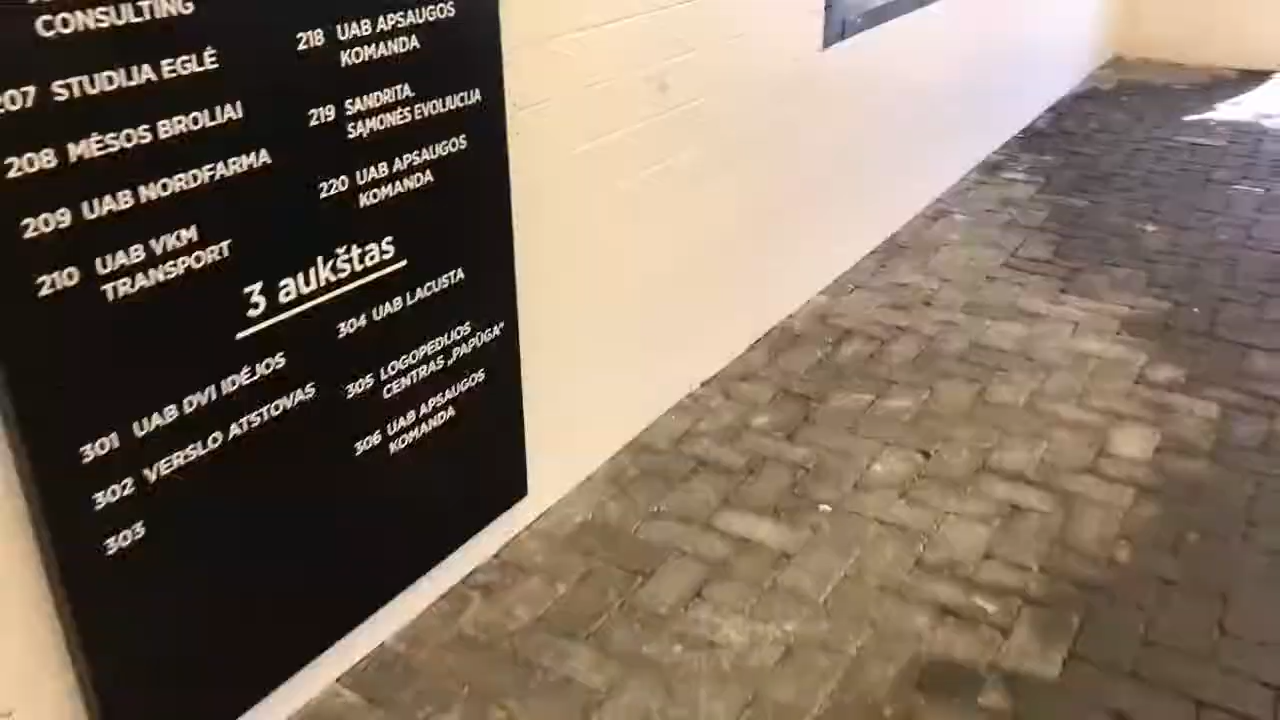 CONSULTING
207 STUDIJA EGLĖ
208 MĖSOS BROLIAI
209 UAB NORDFARMA
210 UAB VKM
TRANSPORT
218 UAB APSAUGOS
KOMANDA
219 SANDRITA,
SĄMONĖS EVOLIUCIJA
220 UAB APSAUGOS
KOMANDA
3 aukštas
301 UAB DVI IDĖJOS
302 VERSLO ATSTOVAS
303
304 UAB LACUSTA
305 LOGOPEDIJOS
CENTRAS „PAPŪGA"
306 UAB APSAUGOS
KOMANDA